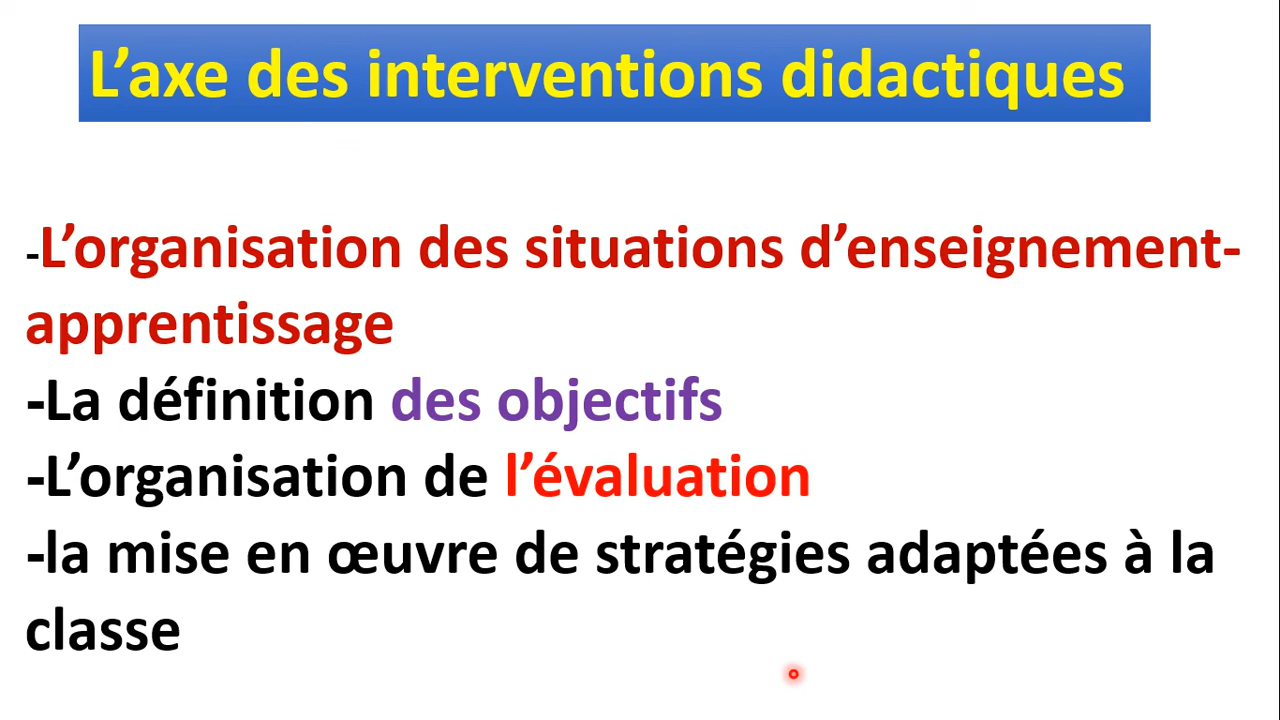 L’axe des interventions didactiques
-L’organisation des situations d’enseignement-
apprentissage
-La définition des objectifs
-L’organisation de l’évaluation
-la mise en œuvre de stratégies adaptées à la
classe